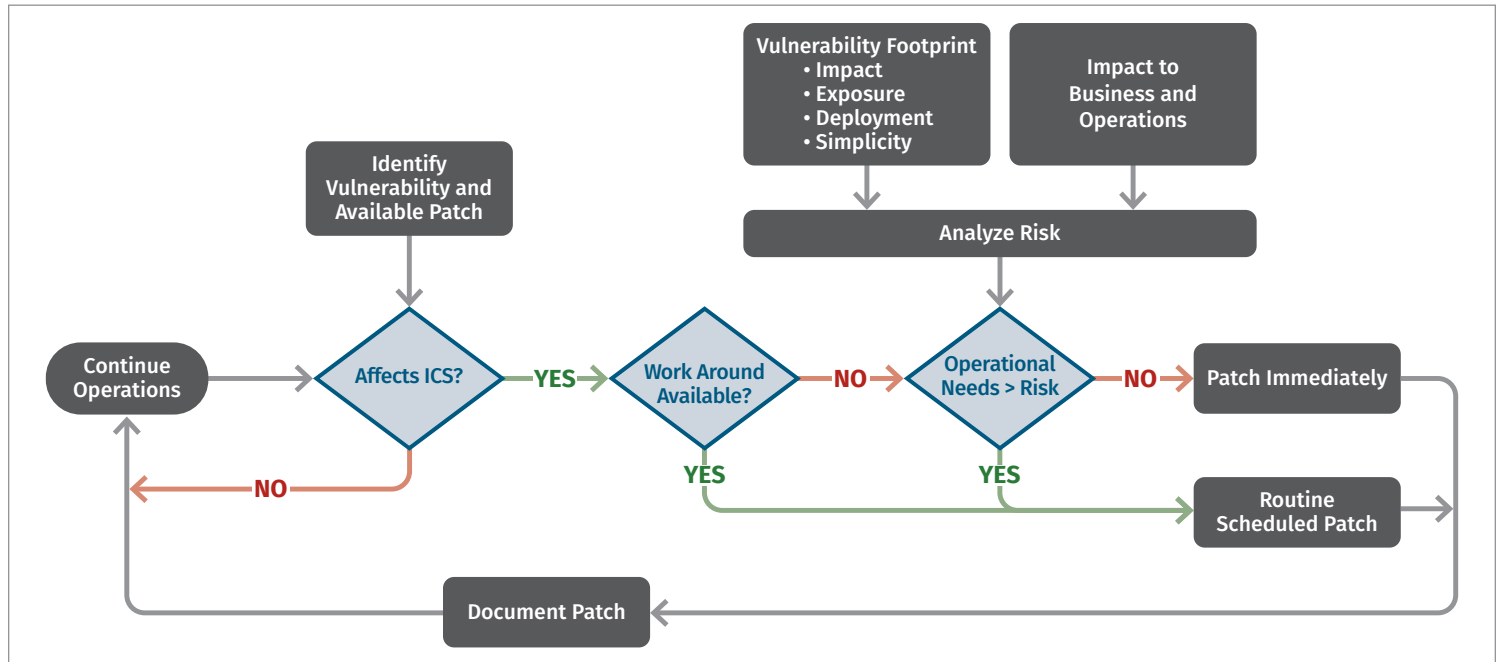 Vulnerability Footprint
• Impact
• Exposure
• Deployment
• Simplicity
Impact to
Business and
Operations
Identify
Vulnerability and
Available Patch
Analyze Risk
Continue
Operations
Affects ICS?
YES
Work Around
Available?
NO
Operational
Needs > Risk
NO
Patch Immediately
NO
YES
YES
Routine
Scheduled Patch
Document Patch